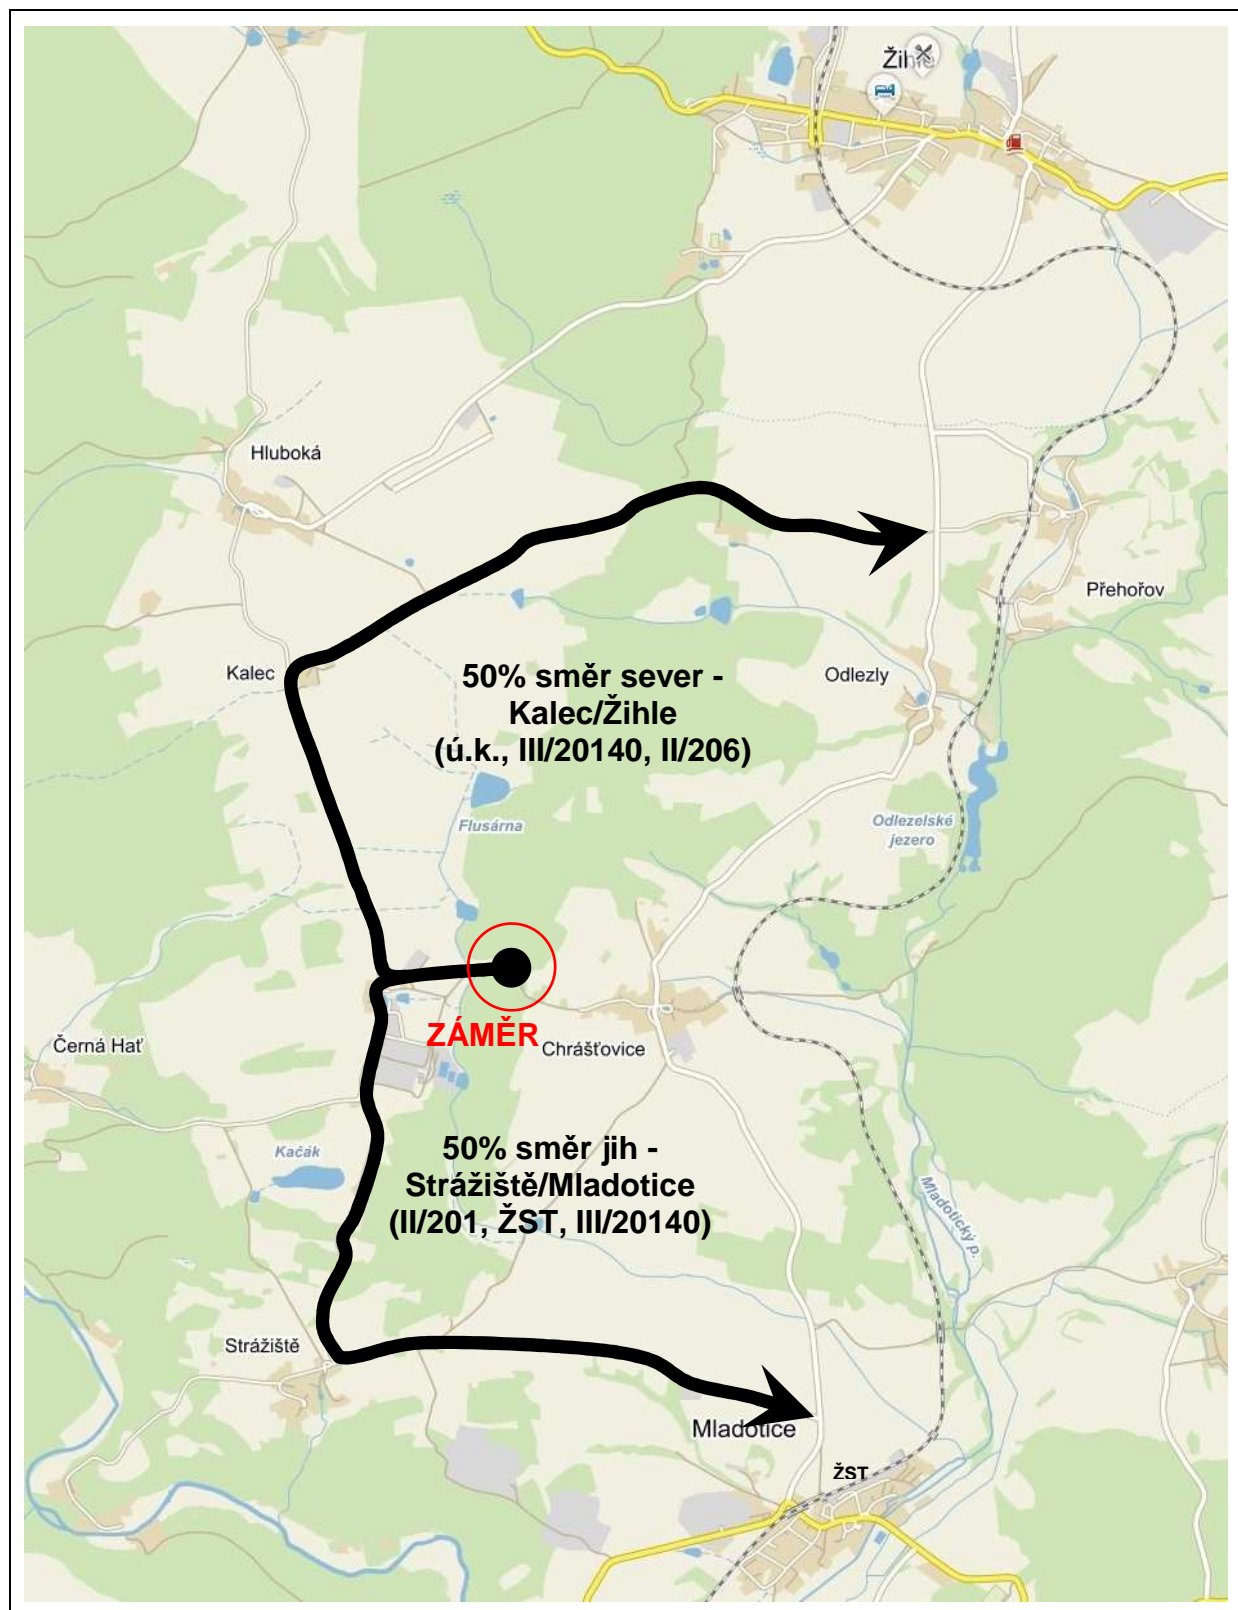 Žihle
Hluboká
Přehořov
Kalec
50% směr sever -
Kalec/Žihle
(ú.k., III/20140, II/206)
Odlezly
Flusárna
Odlezelské
jezero
ZÁMĚR
Chrášťovice
Černá Hať
Kačák
50% směr jih -
Strážiště/Mladotice
(II/201, ŽST, III/20140)
Mladotický p.
Strážiště
Mladotice
ŽST